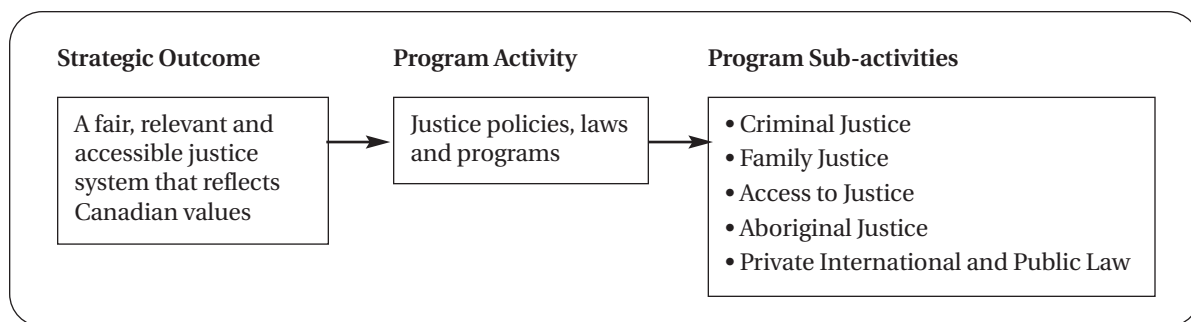 Strategic Outcome
A fair, relevant and
accessible justice
system that reflects
Canadian values
Program Activity
Justice policies, laws
and programs
Program Sub-activities
• Criminal Justice
• Family Justice
• Access to Justice
• Aboriginal Justice
• Private International and Public Law